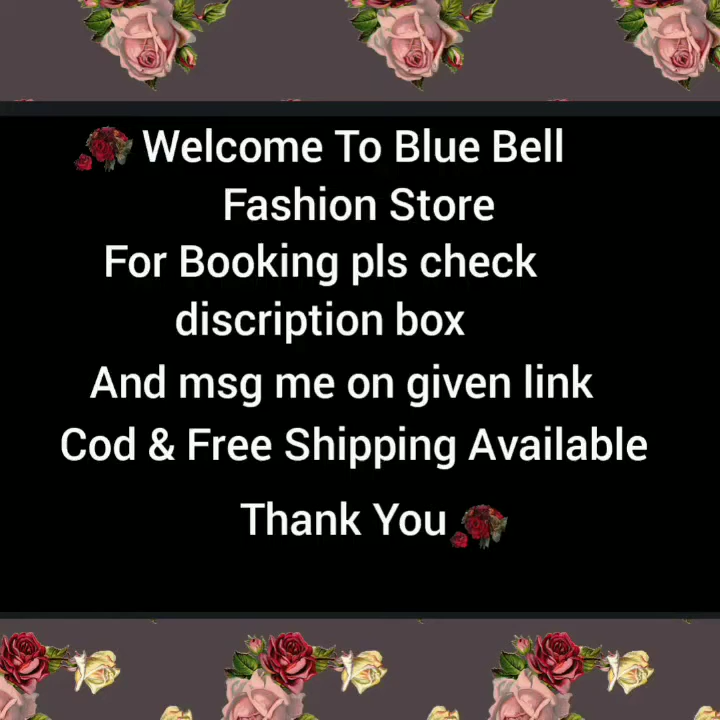 Welcome To Blue Bell
Fashion Store
For Booking pls check
discription box
And msg me on given link
Cod & Free Shipping Available
Thank You